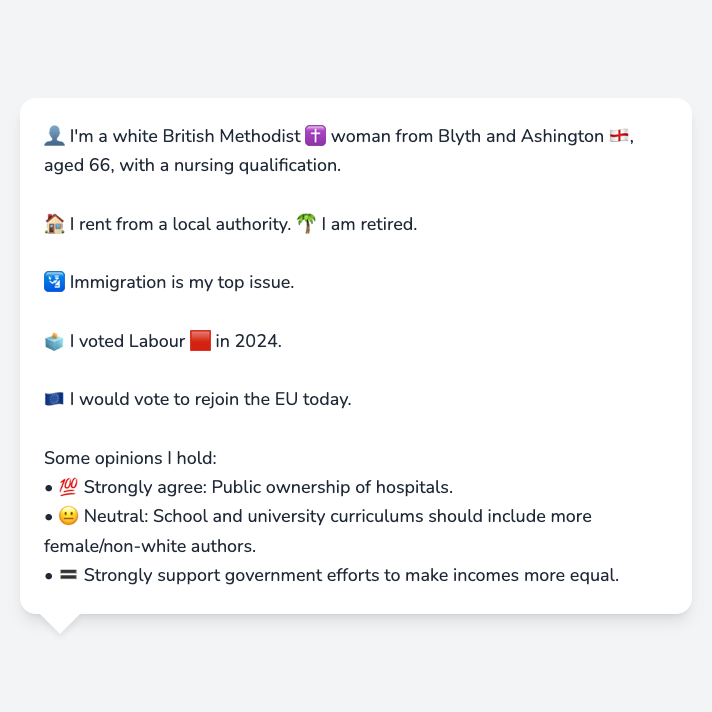 👤 I'm a white British Methodist ✝️ woman from Blyth and Ashington 🏴󠁧󠁢󠁥󠁮󠁧󠁿,
aged 66, with a nursing qualification.
🏠 I rent from a local authority. 🌴 I am retired.
🛂 Immigration is my top issue.
🗳️ I voted Labour 🟥 in 2024.
🇪🇺 I would vote to rejoin the EU today.
Some opinions I hold:
• 💯 Strongly agree: Public ownership of hospitals.
• 😐 Neutral: School and university curriculums should include more
female/non-white authors.
• 🟰 Strongly support government efforts to make incomes more equal.